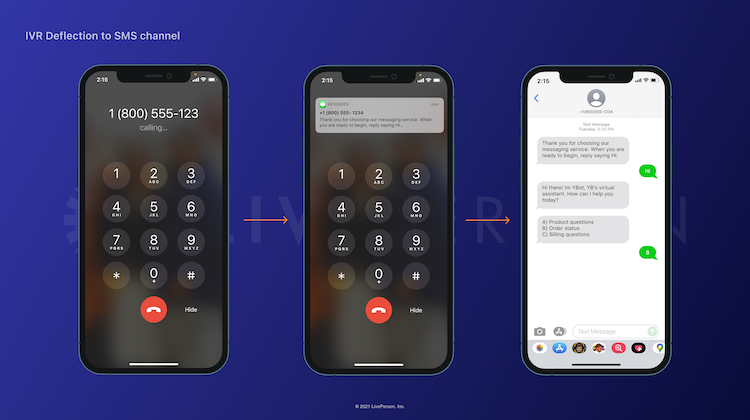 IVR Deflection to SMS channel
2:15
1 (800) 555-123
calling...
1
2
ABC
3
DEF
4
GHI
5
JKL
6
MNO
7
PQRS
8
TUV
9
WXYZ
*
0
+
#
Hide
2:15
MESSAGES
now
+1 (800) 555- 1234
Thank you for choosing our messaging service. When
you are ready to begin, reply saying HI...
1
2
ABC
3
DEF
4
GHI
5
JKL
6
MNO
7
PQRS
8
TUV
9
WXYZ
*
0
+
#
Hide
2:15
+1(800)555-1234
Text Message
Tuesday 5:35 PM
Thank you for choosing our
messaging service. When you are
ready to begin, reply saying HI.
Hi
Hi there! Im YBot, YB's virtual
assistant. How can I help you
today?
A) Product questions
B) Order status
C) Billing questions
B
Text Message
LIVEPERSON
© 2021 LivePerson, Inc.